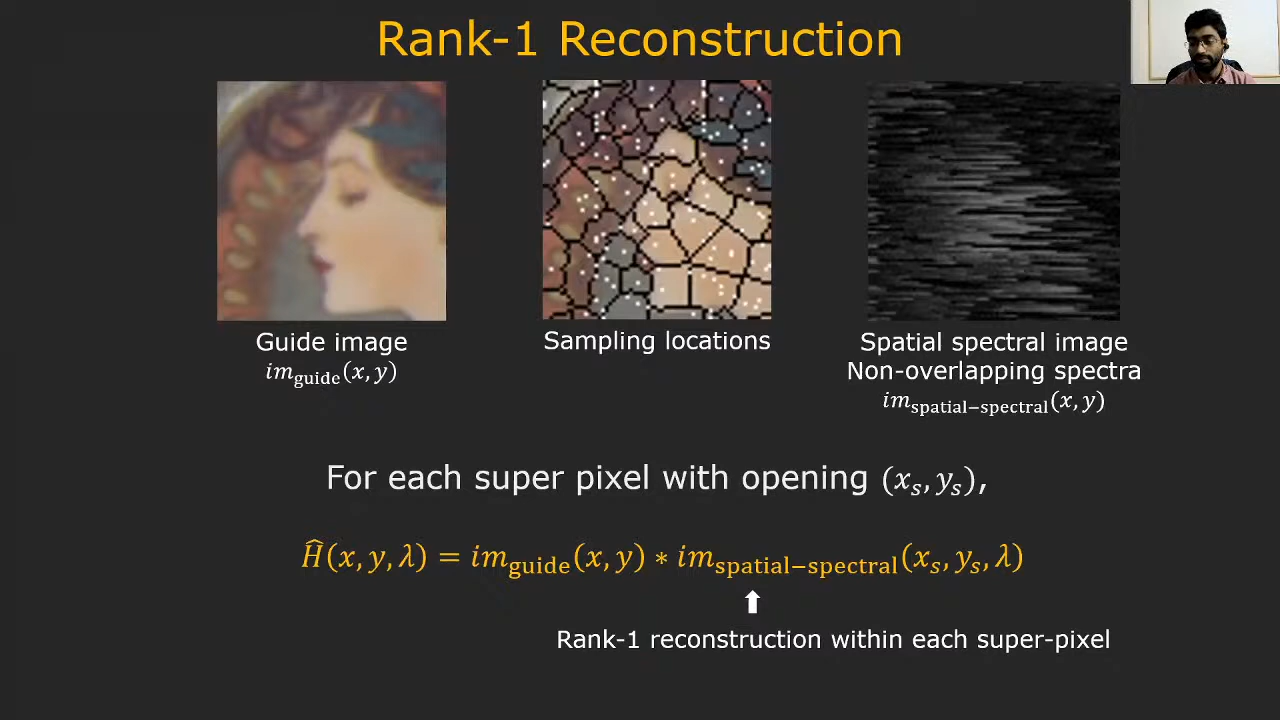 Rank-1 Reconstruction
Guide image
im_guide(x, y)
Sampling locations
Spatial spectral image
Non-overlapping spectra
im_spatial−spectral(x, y)
For each super pixel with opening (x_s, y_s),
Ĥ(x, y, λ) = im_guide(x, y) ∗ im_spatial−spectral(x_s, y_s, λ)
Rank-1 reconstruction within each super-pixel